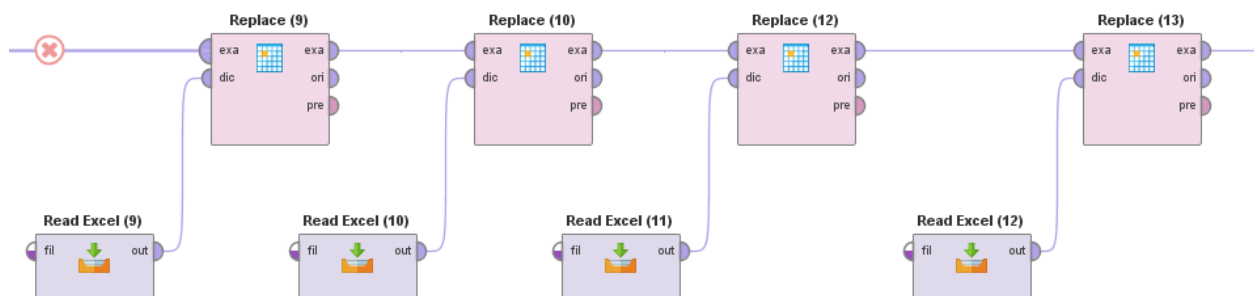 Replace (9)
Replace (10)
Replace (12)
Replace (13)
exa exa
dic ori
pre
exa exa
dic ori
pre
exa exa
dic ori
pre
exa exa
dic ori
pre
Read Excel (9)
Read Excel (10)
Read Excel (11)
Read Excel (12)
fil out
fil out
fil out
fil out